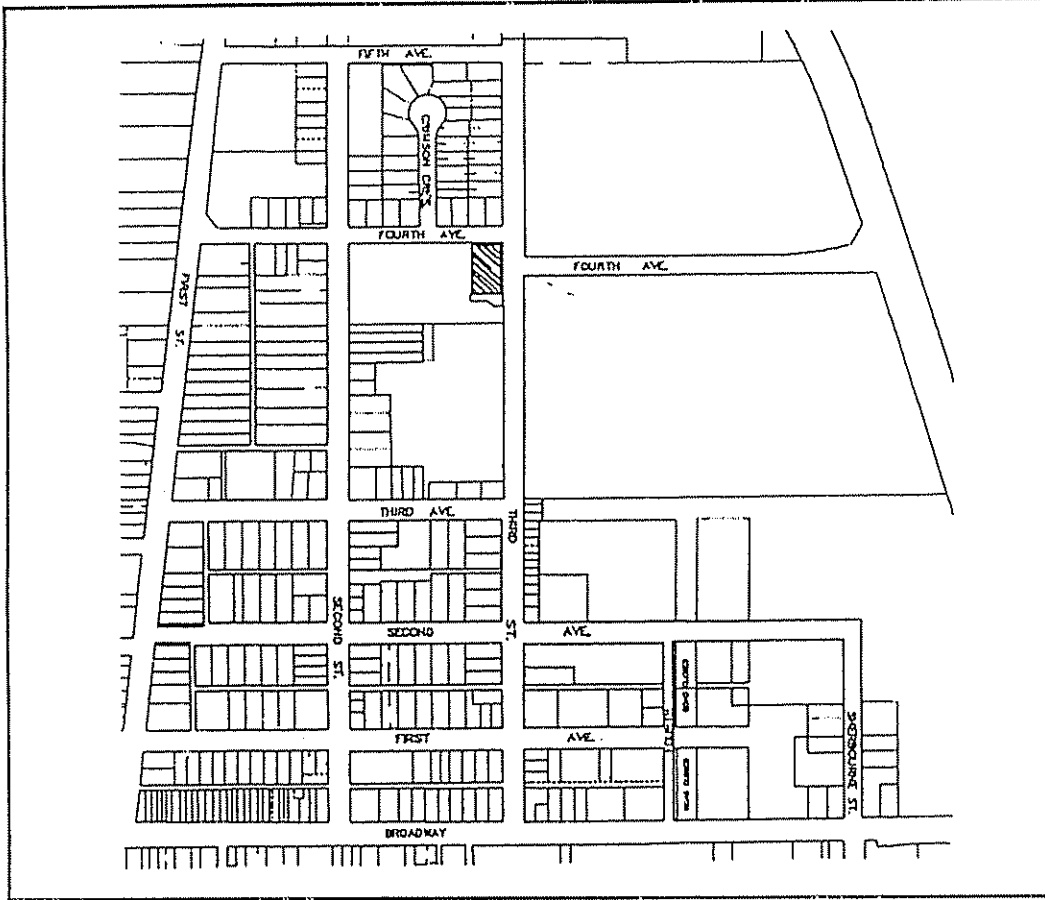 FIFTH AVE.
FOURTH AVE.
FOURTH AVE.
FIRST ST.
THIRD AVE.
THIRD ST.
SECOND ST.
SECOND AVE.
FIRST AVE.
SHERBOURNE ST.
BROADWAY